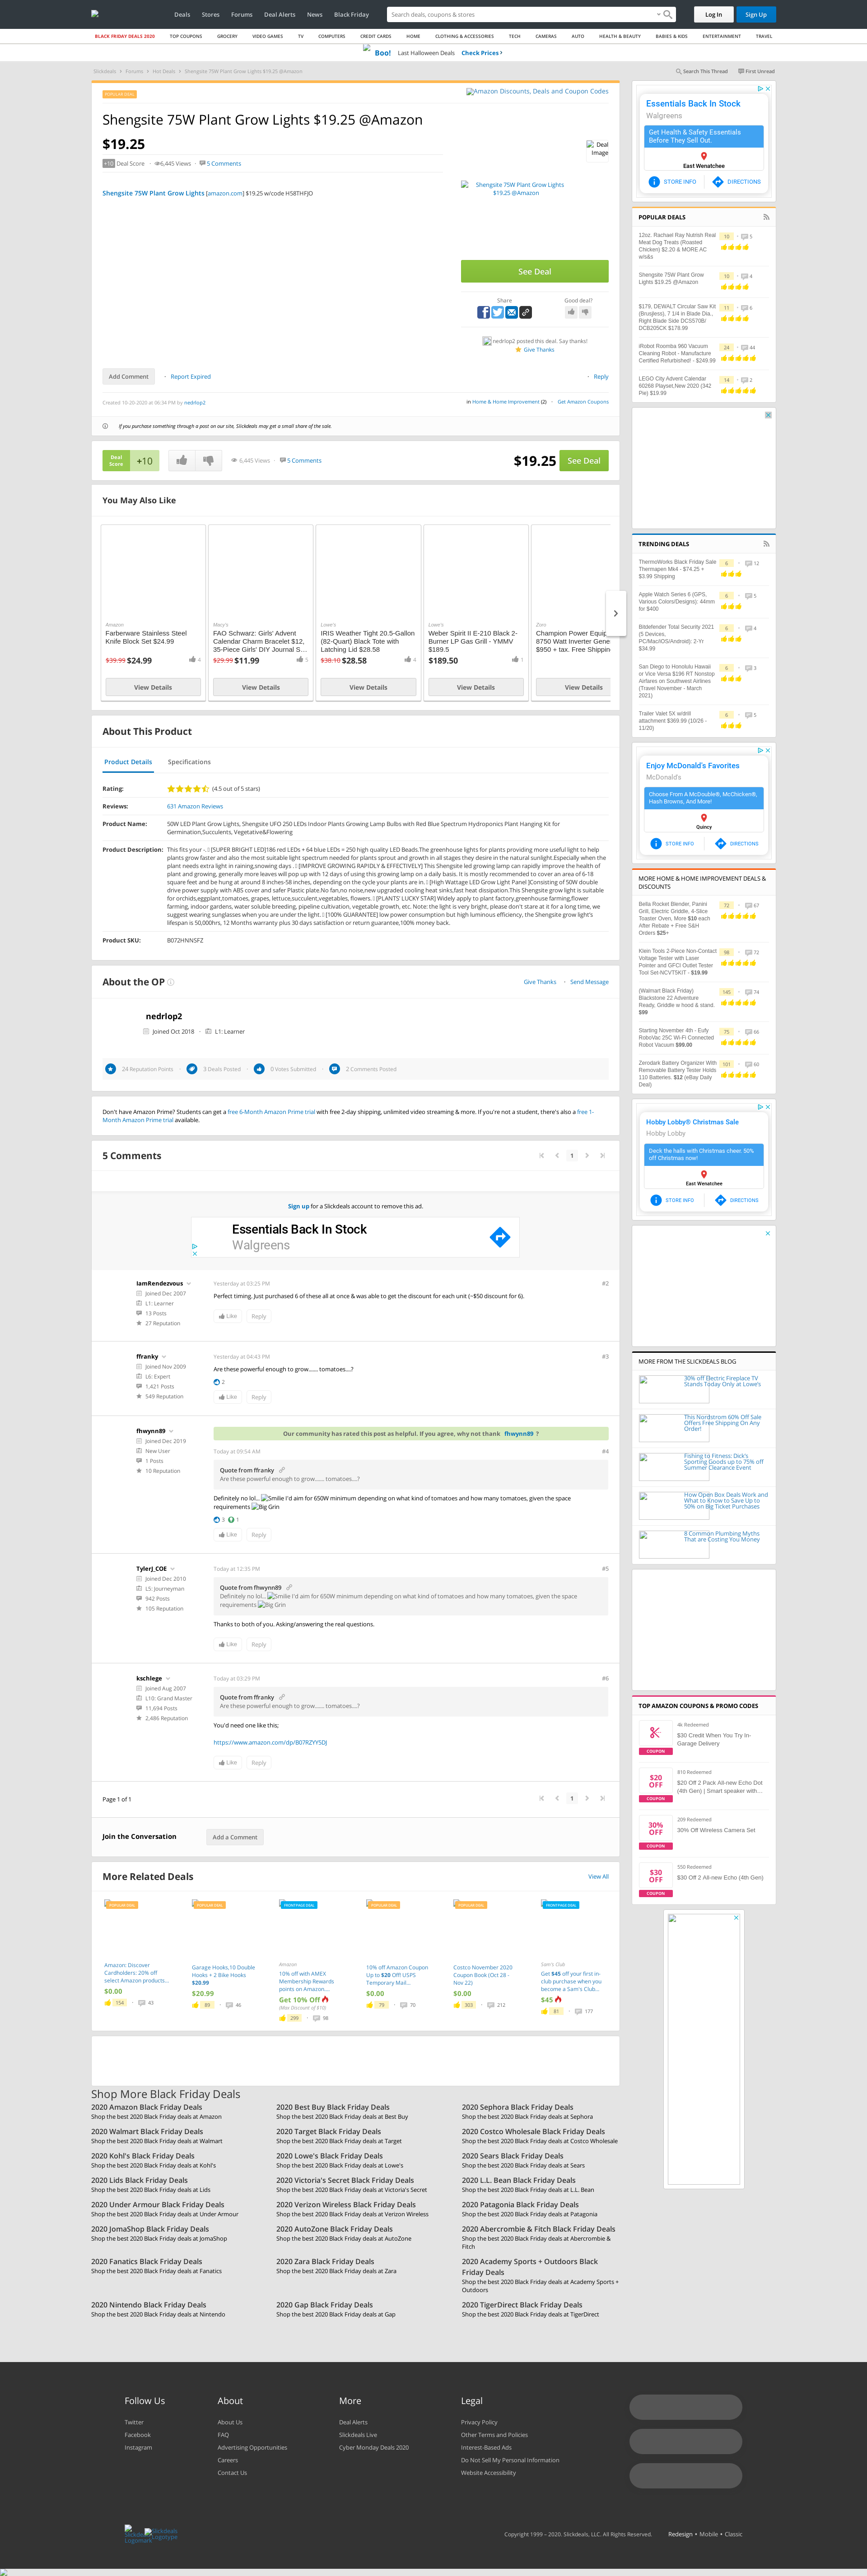 Deals Stores Forums Deal Alerts News Black Friday
Search deals, coupons & stores
Log In
Sign Up
BLACK FRIDAY DEALS 2020 TOP COUPONS GROCERY VIDEO GAMES TV COMPUTERS CREDIT CARDS HOME CLOTHING & ACCESSORIES TECH CAMERAS AUTO HEALTH & BEAUTY BABIES & KIDS ENTERTAINMENT TRAVEL
Boo! Last Halloween Deals Check Prices ›
Slickdeals Forums Hot Deals Shengsite 75W Plant Grow Lights $19.25 @Amazon
Search This Thread First Unread
POPULAR DEAL
Amazon Discounts, Deals and Coupon Codes
Shengsite 75W Plant Grow Lights $19.25 @Amazon
$19.25
Deal Image
+10 Deal Score 6,445 Views 5 Comments
Shengsite 75W Plant Grow Lights [amazon.com] $19.25 w/code H58THFJO
Shengsite 75W Plant Grow Lights $19.25 @Amazon
See Deal
Share
Good deal?
nedrlop2 posted this deal. Say thanks!
Give Thanks
Add Comment Report Expired
Reply
Created 10-20-2020 at 06:34 PM by nedrlop2
in Home & Home Improvement (2) Get Amazon Coupons
If you purchase something through a post on our site, Slickdeals may get a small share of the sale.
Deal Score +10
6,445 Views 5 Comments
$19.25 See Deal
You May Also Like
Amazon
Farberware Stainless Steel Knife Block Set $24.99
$39.99 $24.99 4
View Details
Macy's
FAO Schwarz: Girls' Advent Calendar Charm Bracelet $12, 35-Piece Girls' DIY Journal S...
$29.99 $11.99 5
View Details
Lowe's
IRIS Weather Tight 20.5-Gallon (82-Quart) Black Tote with Latching Lid $28.58
$38.10 $28.58 4
View Details
Lowe's
Weber Spirit II E-210 Black 2-Burner LP Gas Grill - YMMV $189.5
$189.50 1
View Details
Zoro
Champion Power Equip
8750 Watt Inverter Gene
$950 + tax. Free Shippin
View Details
About This Product
Product Details Specifications
Rating: (4.5 out of 5 stars)
Reviews: 631 Amazon Reviews
Product Name: 50W LED Plant Grow Lights, Shengsite UFO 250 LEDs Indoor Plants Growing Lamp Bulbs with Red Blue Spectrum Hydroponics Plant Hanging Kit for Germination,Succulents, Vegetative&Flowering
Product Description: This fits your - . [SUPER BRIGHT LED]186 red LEDs + 64 blue LEDs = 250 high quality LED Beads.The greenhouse lights for plants providing more useful light to help plants grow faster and also the most suitable light spectrum needed for plants sprout and growth in all stages they desire is the natural sunlight.Especially when the plant needs extra light in raining,snowing days . [IMPROVE GROWING RAPIDLY & EFFECTIVELY] This Shengsite led growing lamp can rapidly improve the health of plant and growing, generally more leaves will pop up with 12 days of using this growing lamp on a daily basis. It is mostly recommended to cover an area of 6-18 square feet and be hung at around 8 inches-58 inches, depending on the cycle your plants are in. [High Wattage LED Grow Light Panel ]Consisting of 50W double drive power supply with ABS cover and safer Plastic plate.No fan,no noise but has upgraded cooling heat sinks,fast heat dissipation.This Shengsite grow light is suitable for orchids,eggplant,tomatoes, grapes, lettuce,succulent,vegetables, flowers. [PLANTS' LUCKY STAR] Widely apply to plant factory,greenhouse farming,flower farming, indoor gardens, water soluble breeding, pipeline cultivation, vegetable growth, etc. Note: the light is very bright, please don't stare at it for a long time, we suggest wearing sunglasses when you are under the light. [100% GUARANTEE] low power consumption but high luminous efficiency, the Shengsite grow light's lifespan is 50,000hrs, 12 Months warranty plus 30 days satisfaction or return guarantee,100% money back.
Product SKU: B072HNNSFZ
About the OP
Give Thanks Send Message
nedrlop2
Joined Oct 2018 L1: Learner
24 Reputation Points 3 Deals Posted 0 Votes Submitted 2 Comments Posted
Don't have Amazon Prime? Students can get a free 6-Month Amazon Prime trial with free 2-day shipping, unlimited video streaming & more. If you're not a student, there's also a free 1-Month Amazon Prime trial available.
5 Comments
1
Sign up for a Slickdeals account to remove this ad.
Essentials Back In Stock
Walgreens
IamRendezvous
Joined Dec 2007
L1: Learner
13 Posts
27 Reputation
Yesterday at 03:25 PM #2
Perfect timing. Just purchased 6 of these all at once & was able to get the discount for each unit (~$50 discount for 6).
Like Reply
ffranky
Joined Nov 2009
L6: Expert
1,421 Posts
549 Reputation
Yesterday at 04:43 PM #3
Are these powerful enough to grow...... tomatoes....?
2
Like Reply
fhwynn89
Joined Dec 2019
New User
1 Posts
10 Reputation
Our community has rated this post as helpful. If you agree, why not thank fhwynn89 ?
Today at 09:54 AM #4
Quote from ffranky
Are these powerful enough to grow...... tomatoes....?
Definitely no lol... Smilie I'd aim for 650W minimum depending on what kind of tomatoes and how many tomatoes, given the space requirements Big Grin
3 1
Like Reply
TylerJ_COE
Joined Dec 2010
L5: Journeyman
942 Posts
105 Reputation
Today at 12:35 PM #5
Quote from fhwynn89
Definitely no lol... Smilie I'd aim for 650W minimum depending on what kind of tomatoes and how many tomatoes, given the space requirements Big Grin
Thanks to both of you. Asking/answering the real questions.
Like Reply
kschlege
Joined Aug 2007
L10: Grand Master
11,694 Posts
2,486 Reputation
Today at 03:29 PM #6
Quote from ffranky
Are these powerful enough to grow...... tomatoes....?
You'd need one like this;
https://www.amazon.com/dp/B07RZYYSDJ
Like Reply
Page 1 of 1
1
Join the Conversation Add a Comment
More Related Deals View All
POPULAR DEAL
Amazon: Discover Cardholders: 20% off select Amazon products...
$0.00
154 43
POPULAR DEAL
Garage Hooks,10 Double Hooks + 2 Bike Hooks $20.99
$20.99
89 46
FRONTPAGE DEAL
Amazon
10% off with AMEX Membership Rewards points on Amazon....
Get 10% Off
(Max Discount of $10)
299 98
POPULAR DEAL
10% off Amazon Coupon Up to $20 Off! USPS Temporary Mail...
$0.00
79 70
POPULAR DEAL
Costco November 2020 Coupon Book (Oct 28 - Nov 22)
$0.00
303 212
FRONTPAGE DEAL
Sam's Club
Get $45 off your first in-club purchase when you become a Sam's Club...
$45
91 177
Shop More Black Friday Deals
2020 Amazon Black Friday Deals
Shop the best 2020 Black Friday deals at Amazon
2020 Best Buy Black Friday Deals
Shop the best 2020 Black Friday deals at Best Buy
2020 Sephora Black Friday Deals
Shop the best 2020 Black Friday deals at Sephora
2020 Walmart Black Friday Deals
Shop the best 2020 Black Friday deals at Walmart
2020 Target Black Friday Deals
Shop the best 2020 Black Friday deals at Target
2020 Costco Wholesale Black Friday Deals
Shop the best 2020 Black Friday deals at Costco Wholesale
2020 Kohl's Black Friday Deals
Shop the best 2020 Black Friday deals at Kohl's
2020 Lowe's Black Friday Deals
Shop the best 2020 Black Friday deals at Lowe's
2020 Sears Black Friday Deals
Shop the best 2020 Black Friday deals at Sears
2020 Lids Black Friday Deals
Shop the best 2020 Black Friday deals at Lids
2020 Victoria's Secret Black Friday Deals
Shop the best 2020 Black Friday deals at Victoria's Secret
2020 L.L. Bean Black Friday Deals
Shop the best 2020 Black Friday deals at L.L. Bean
2020 Under Armour Black Friday Deals
Shop the best 2020 Black Friday deals at Under Armour
2020 Verizon Wireless Black Friday Deals
Shop the best 2020 Black Friday deals at Verizon Wireless
2020 Patagonia Black Friday Deals
Shop the best 2020 Black Friday deals at Patagonia
2020 JomaShop Black Friday Deals
Shop the best 2020 Black Friday deals at JomaShop
2020 AutoZone Black Friday Deals
Shop the best 2020 Black Friday deals at AutoZone
2020 Abercrombie & Fitch Black Friday Deals
Shop the best 2020 Black Friday deals at Abercrombie & Fitch
2020 Fanatics Black Friday Deals
Shop the best 2020 Black Friday deals at Fanatics
2020 Zara Black Friday Deals
Shop the best 2020 Black Friday deals at Zara
2020 Academy Sports + Outdoors Black Friday Deals
Shop the best 2020 Black Friday deals at Academy Sports + Outdoors
2020 Nintendo Black Friday Deals
Shop the best 2020 Black Friday deals at Nintendo
2020 Gap Black Friday Deals
Shop the best 2020 Black Friday deals at Gap
2020 TigerDirect Black Friday Deals
Shop the best 2020 Black Friday deals at TigerDirect
Essentials Back In Stock
Walgreens
Get Health & Safety Essentials Before They Sell Out.
East Wenatchee
STORE INFO DIRECTIONS
POPULAR DEALS
12oz. Rachael Ray Nutrish Real Meat Dog Treats (Roasted Chicken) $2.20 & MORE AC w/s&s
10 5
Shengsite 75W Plant Grow Lights $19.25 @Amazon
10 4
$179, DEWALT Circular Saw Kit (Brusjless), 7 1/4 in Blade Dia., Right Blade Side DCS570B/ DCB205CK $178.99
11 6
iRobot Roomba 960 Vacuum Cleaning Robot - Manufacture Certified Refurbished! - $249.99
24 44
LEGO City Advent Calendar 60268 Playset,New 2020 (342 Pie) $19.99
14 2
TRENDING DEALS
ThermoWorks Black Friday Sale Thermapen Mk4 - $74.25 + $3.99 Shipping
6 12
Apple Watch Series 6 (GPS, Various Colors/Designs): 44mm for $400
6 5
Bitdefender Total Security 2021 (5 Devices, PC/Mac/iOS/Android): 2-Yr $34.99
6 4
San Diego to Honolulu Hawaii or Vice Versa $196 RT Nonstop Airfares on Southwest Airlines (Travel November - March 2021)
6 3
Trailer Valet 5X w/drill attachment $369.99 (10/26 - 11/20)
6 5
Enjoy McDonald's Favorites
McDonald's
Choose From A McDouble®, McChicken®, Hash Browns, And More!
Quincy
STORE INFO DIRECTIONS
MORE HOME & HOME IMPROVEMENT DEALS & DISCOUNTS
Bella Rocket Blender, Panini Grill, Electric Griddle, 4-Slice Toaster Oven, More $10 each After Rebate + Free S&H Orders $25+
72 67
Klein Tools 2-Piece Non-Contact Voltage Tester with Laser Pointer and GFCI Outlet Tester Tool Set-NCVT5KIT - $19.99
98 72
(Walmart Black Friday) Blackstone 22 Adventure Ready, Griddle w hood & stand. $99
145 74
Starting November 4th - Eufy RoboVac 25C Wi-Fi Connected Robot Vacuum $99.00
75 66
Zerodark Battery Organizer With Removable Battery Tester Holds 110 Batteries. $12 (eBay Daily Deal)
101 60
Hobby Lobby® Christmas Sale
Hobby Lobby
Deck the halls with Christmas cheer. 50% off Christmas now!
East Wenatchee
STORE INFO DIRECTIONS
MORE FROM THE SLICKDEALS BLOG
30% off Electric Fireplace TV Stands Today Only at Lowe's
This Nordstrom 60% Off Sale Offers Free Shipping On Any Order!
Fishing to Fitness: Dick's Sporting Goods up to 75% off Summer Clearance Event
How Open Box Deals Work and What to Know to Save Up to 50% on Big Ticket Purchases
8 Common Plumbing Myths That are Costing You Money
TOP AMAZON COUPONS & PROMO CODES
4k Redeemed
$30 Credit When You Try In-Garage Delivery
COUPON
$20 OFF
810 Redeemed
$20 Off 2 Pack All-new Echo Dot (4th Gen) | Smart speaker with...
COUPON
30% OFF
209 Redeemed
30% Off Wireless Camera Set
COUPON
$30 OFF
550 Redeemed
$30 Off 2 All-new Echo (4th Gen)
COUPON
Follow Us
Twitter
Facebook
Instagram
About
About Us
FAQ
Advertising Opportunities
Careers
Contact Us
More
Deal Alerts
Slickdeals Live
Cyber Monday Deals 2020
Legal
Privacy Policy
Other Terms and Policies
Interest-Based Ads
Do Not Sell My Personal Information
Website Accessibility
Slickdeals Logomark
Slickdeals Logotype
Copyright 1999 – 2020. Slickdeals, LLC. All Rights Reserved. Redesign • Mobile • Classic